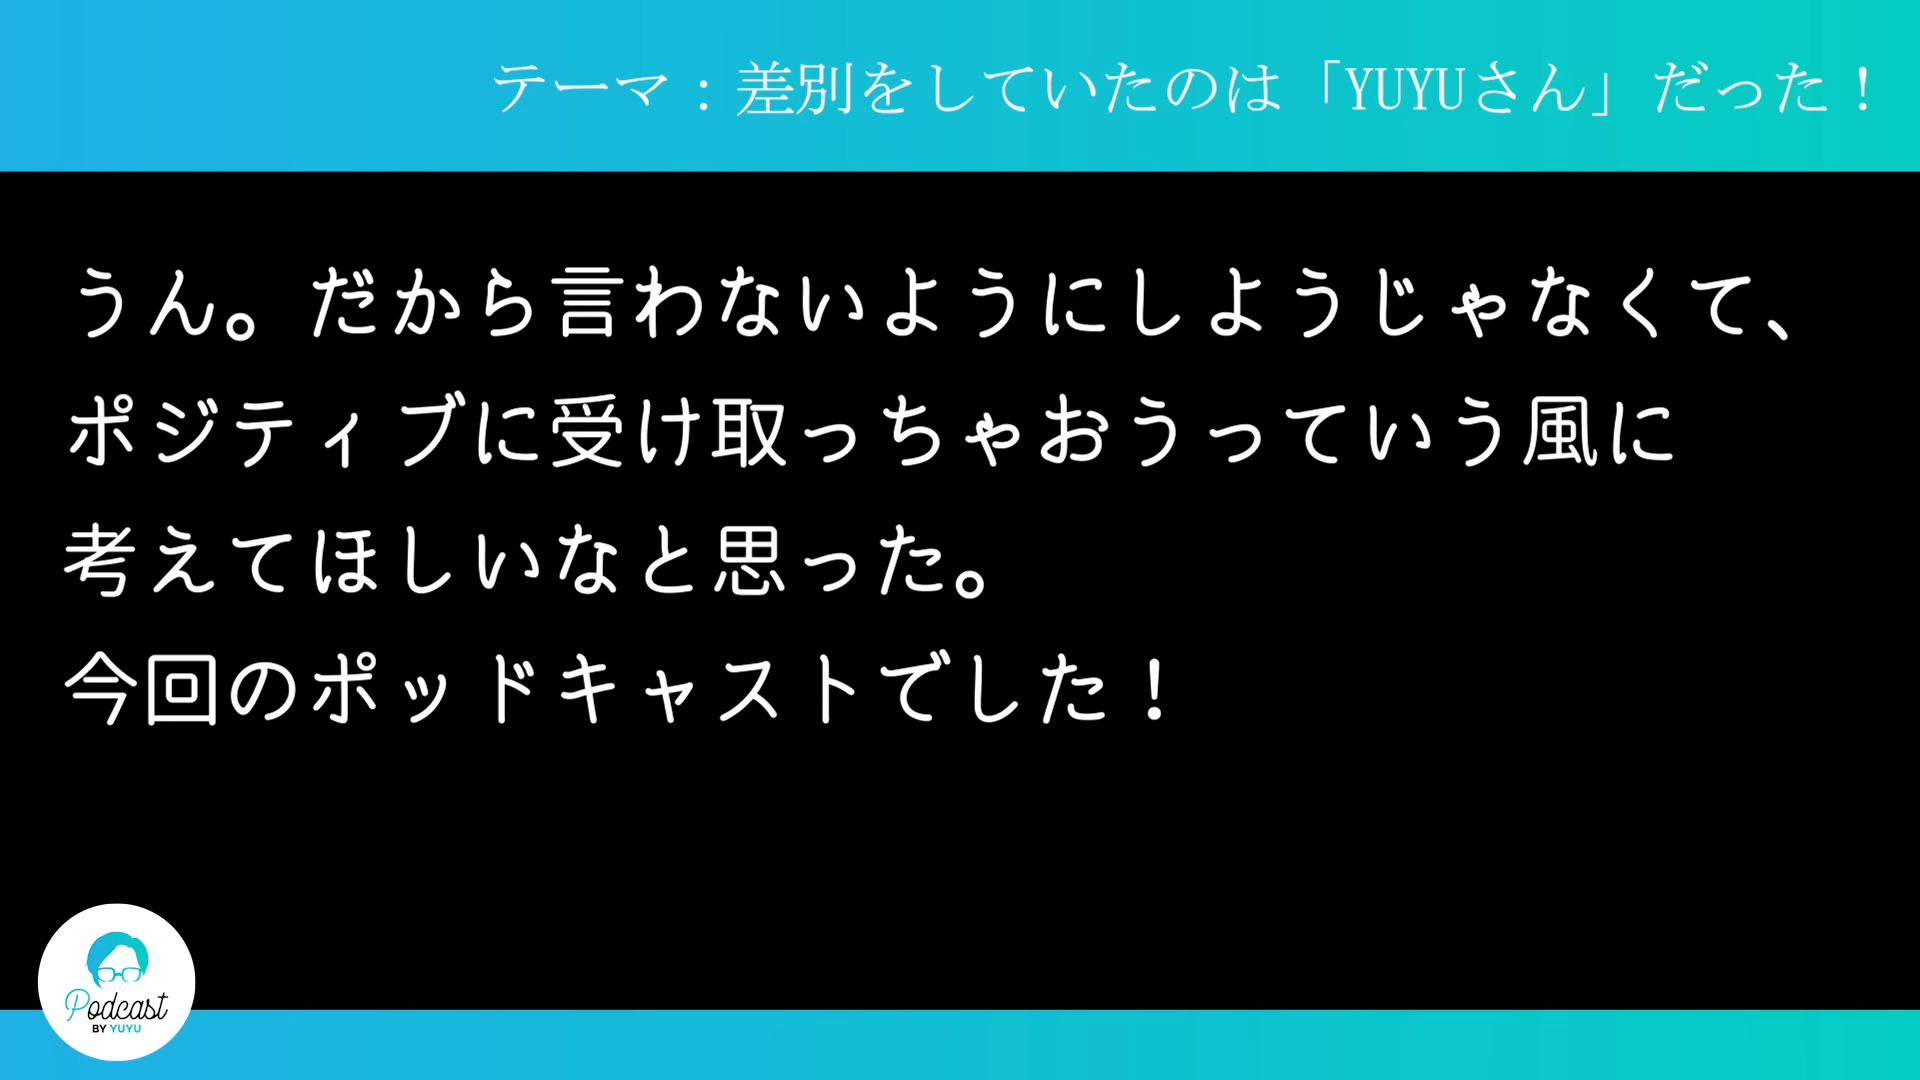 テーマ：差別をしていたのは「YUYUさん」だった！
うん。だから言わないようにしようじゃなくて、
ポジティブに受け取っちゃおうっていう風に
考えてほしいなと思った。
今回のポッドキャストでした！
Podcast
BY YUYU